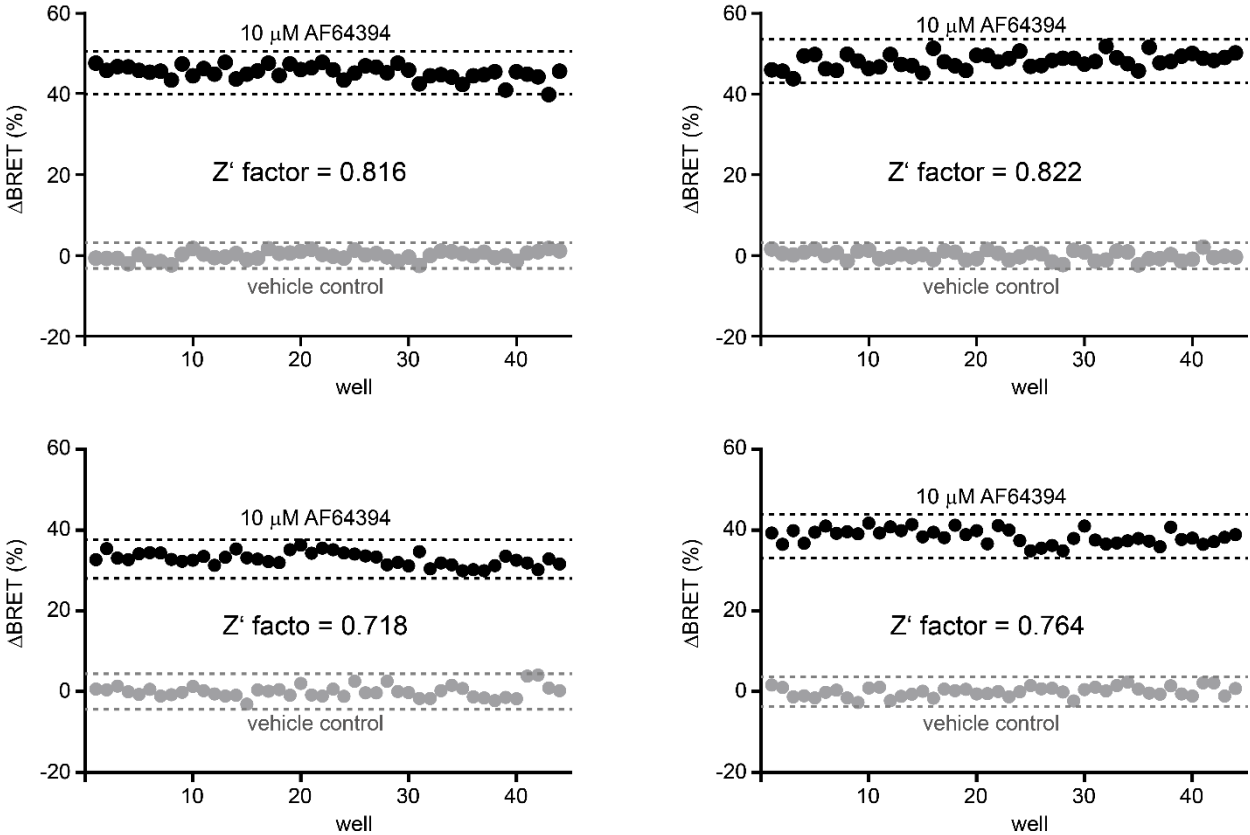 60
10 μM AF64394
40
ΔBRET (%)
20
Z‘ factor = 0.816
0
vehicle control
-20
10 20 30 40
well
60
10 μM AF64394
40
ΔBRET (%)
20
Z‘ factor = 0.822
0
vehicle control
-20
10 20 30 40
well
60
10 μM AF64394
40
ΔBRET (%)
20
Z‘ facto = 0.718
0
vehicle control
-20
10 20 30 40
well
60
10 μM AF64394
40
ΔBRET (%)
20
Z‘ factor = 0.764
0
vehicle control
-20
10 20 30 40
well